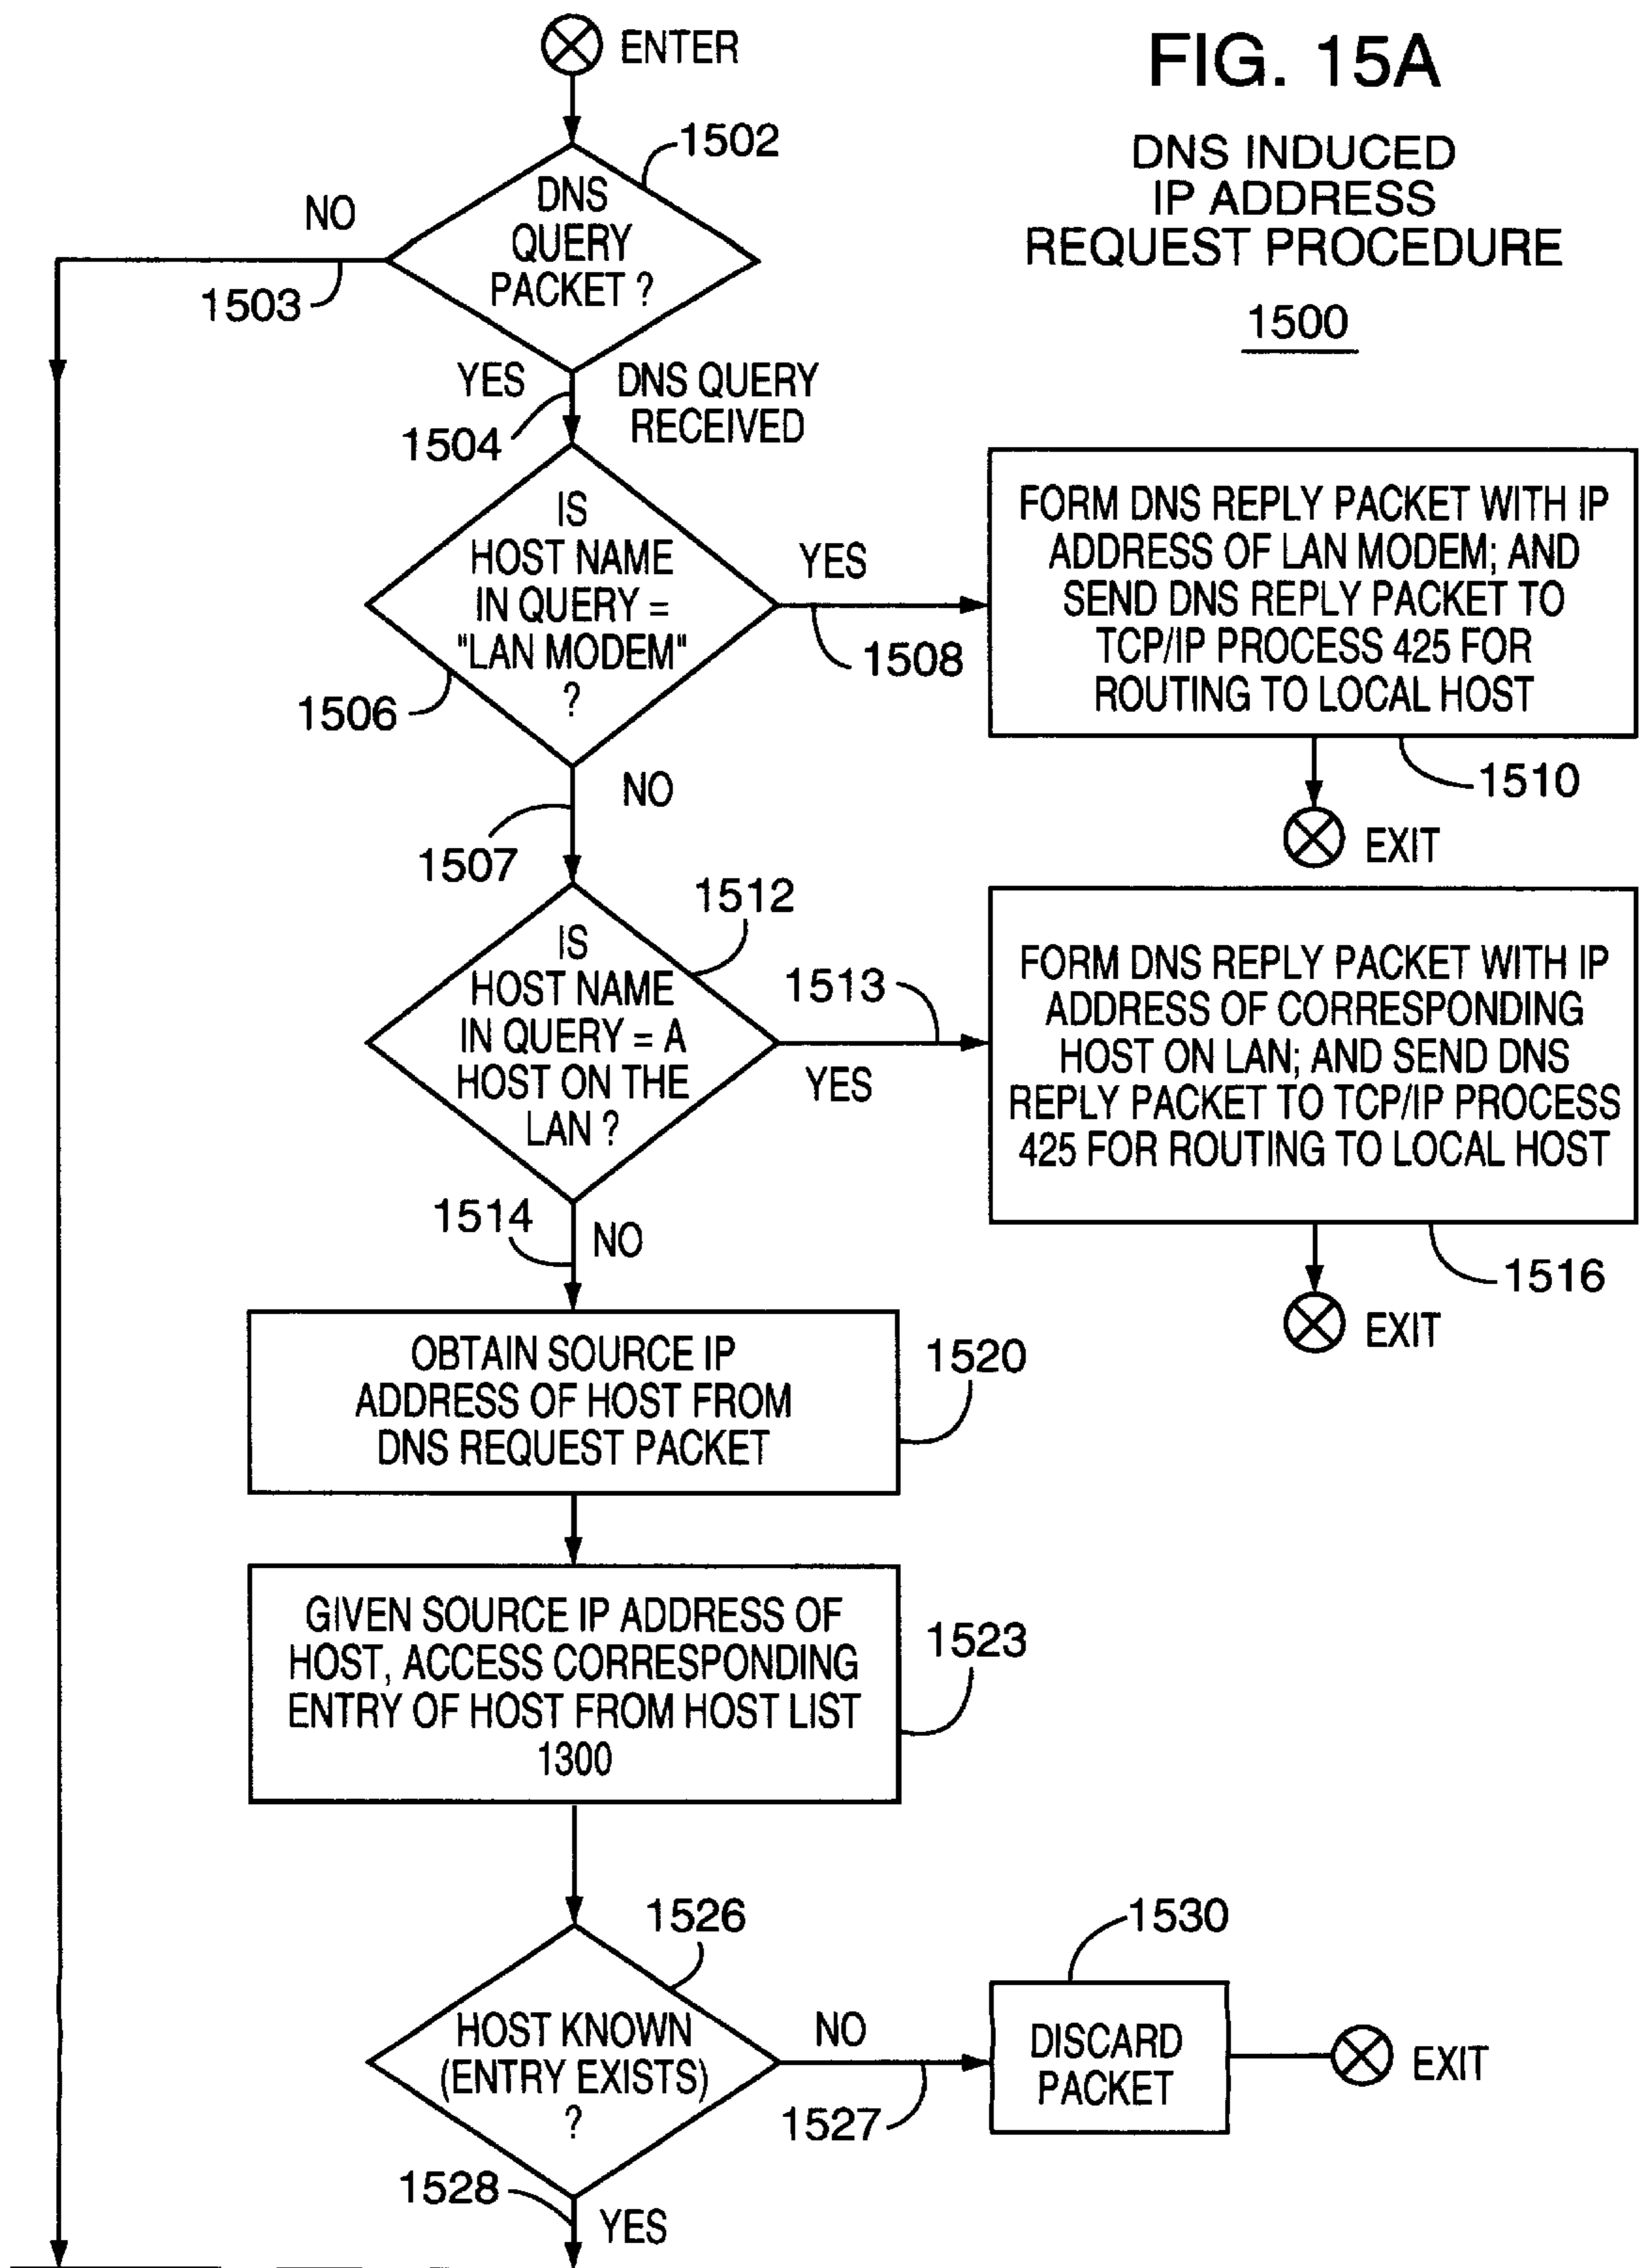 ENTER
FIG. 15A
DNS INDUCED
IP ADDRESS
REQUEST PROCEDURE
1500
1502
DNS
QUERY
PACKET ?
NO
1503
YES
DNS QUERY
RECEIVED
1504
IS
HOST NAME
IN QUERY =
"LAN MODEM"
?
1506
YES
1508
FORM DNS REPLY PACKET WITH IP
ADDRESS OF LAN MODEM; AND
SEND DNS REPLY PACKET TO
TCP/IP PROCESS 425 FOR
ROUTING TO LOCAL HOST
1510
EXIT
NO
1507
1512
IS
HOST NAME
IN QUERY = A
HOST ON THE
LAN ?
1513
YES
FORM DNS REPLY PACKET WITH IP
ADDRESS OF CORRESPONDING
HOST ON LAN; AND SEND DNS
REPLY PACKET TO TCP/IP PROCESS
425 FOR ROUTING TO LOCAL HOST
1516
EXIT
1514
NO
OBTAIN SOURCE IP
ADDRESS OF HOST FROM
DNS REQUEST PACKET
1520
GIVEN SOURCE IP ADDRESS OF
HOST, ACCESS CORRESPONDING
ENTRY OF HOST FROM HOST LIST
1300
1523
1526
HOST KNOWN
(ENTRY EXISTS)
?
NO
1527
1530
DISCARD
PACKET
EXIT
1528
YES